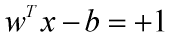 w^T x − b = +1